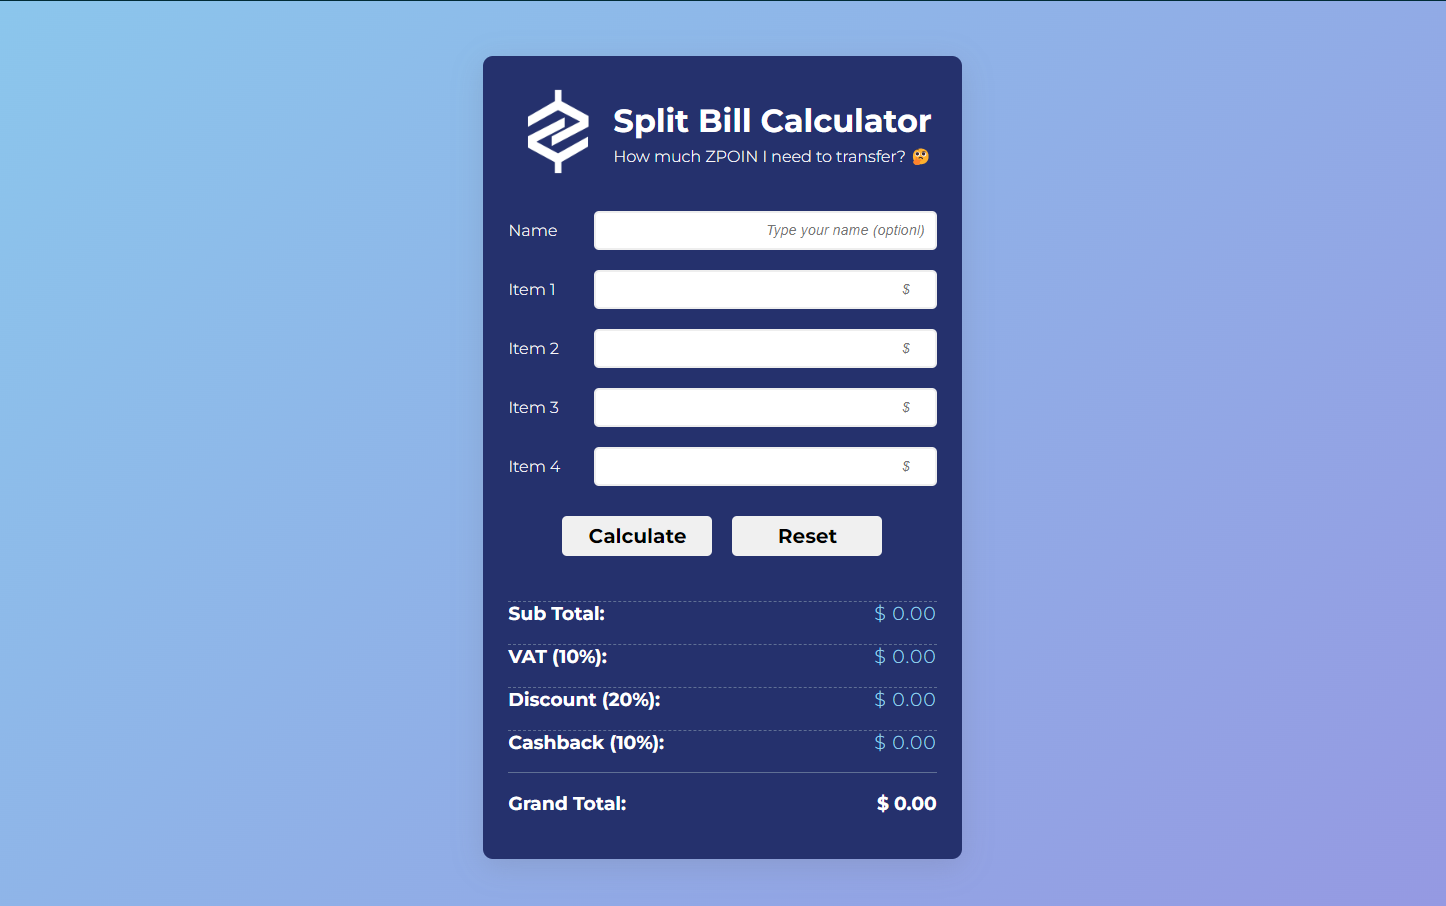 Split Bill Calculator
How much ZPOIN I need to transfer? 🤔
Name Type your name (optionl)
Item 1 $
Item 2 $
Item 3 $
Item 4 $
Calculate Reset
Sub Total: $ 0.00
VAT (10%): $ 0.00
Discount (20%): $ 0.00
Cashback (10%): $ 0.00
Grand Total: $ 0.00